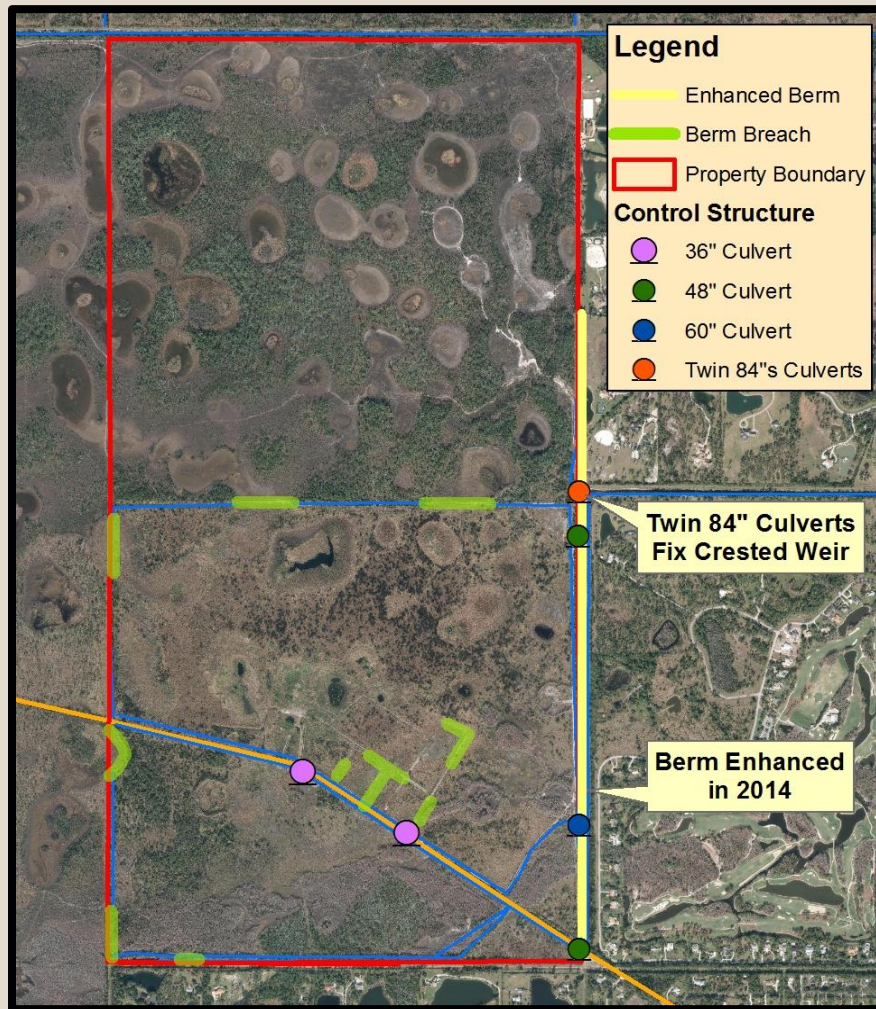 Legend
Enhanced Berm
Berm Breach
Property Boundary
Control Structure
36" Culvert
48" Culvert
60" Culvert
Twin 84"s Culverts
Twin 84" Culverts
Fix Crested Weir
Berm Enhanced
in 2014